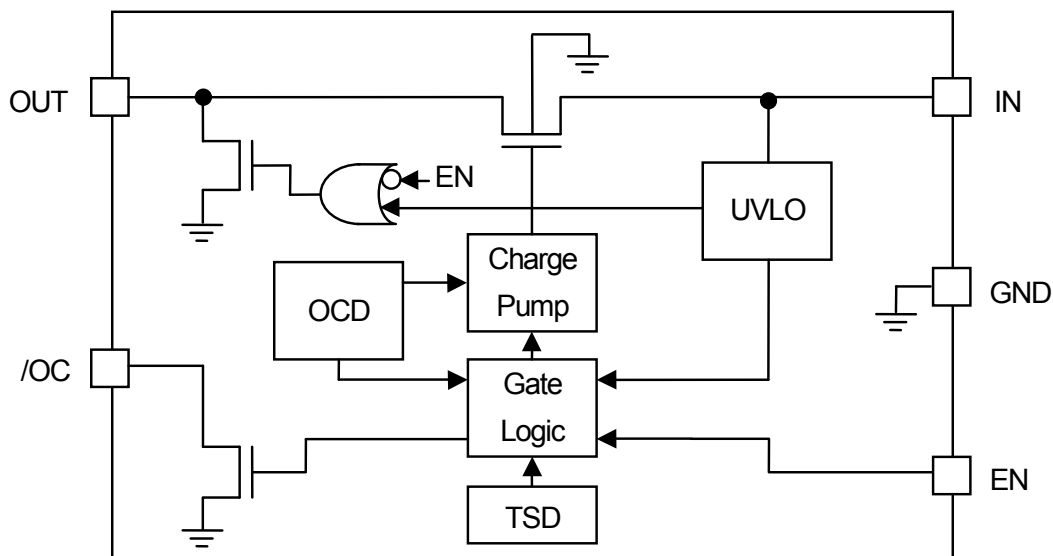 OUT
IN
EN
UVLO
Charge
Pump
OCD
GND
/OC
Gate
Logic
EN
TSD